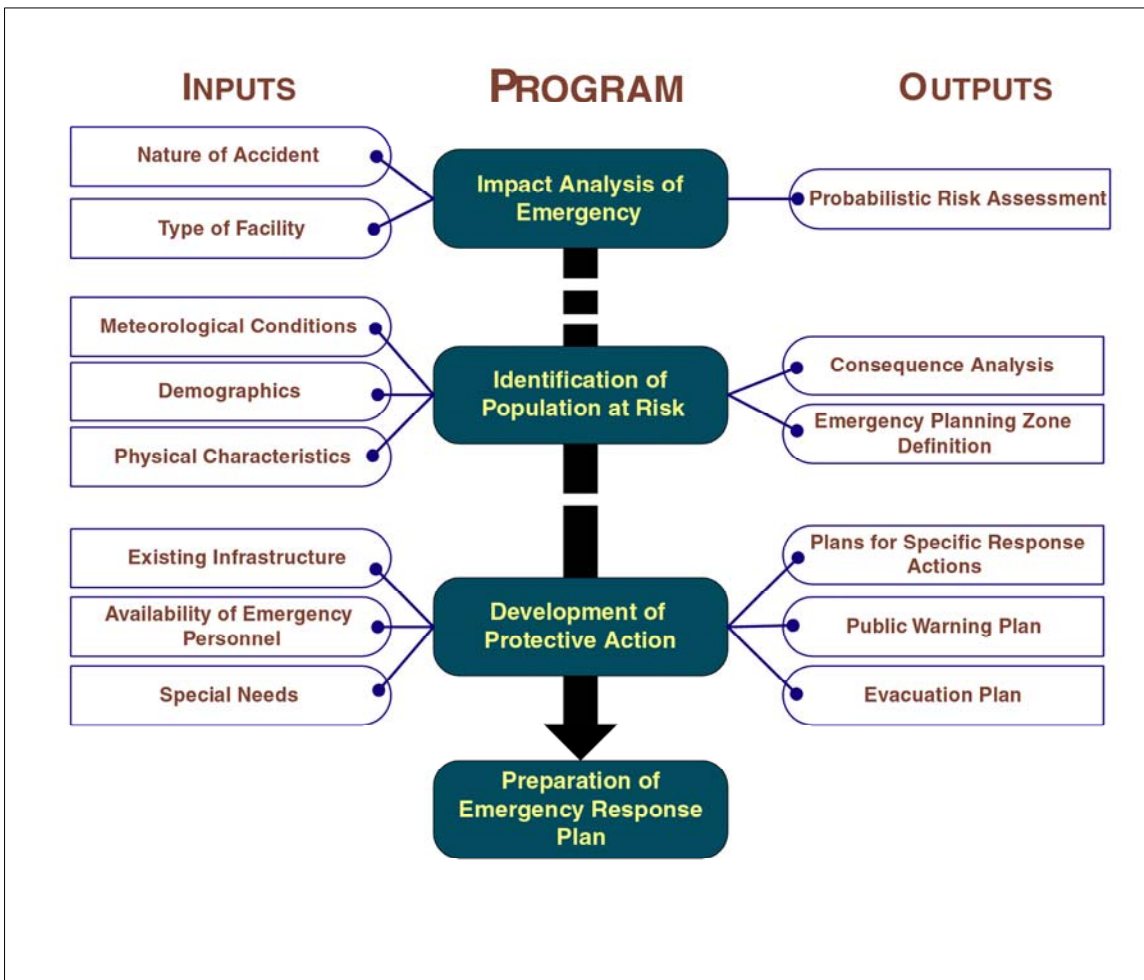 INPUTS
PROGRAM
OUTPUTS
Nature of Accident
Type of Facility
Impact Analysis of
Emergency
Probabilistic Risk Assessment
Meteorological Conditions
Demographics
Physical Characteristics
Identification of
Population at Risk
Consequence Analysis
Emergency Planning Zone
Definition
Existing Infrastructure
Availability of Emergency
Personnel
Special Needs
Development of
Protective Action
Plans for Specific Response
Actions
Public Warning Plan
Evacuation Plan
Preparation of
Emergency Response
Plan